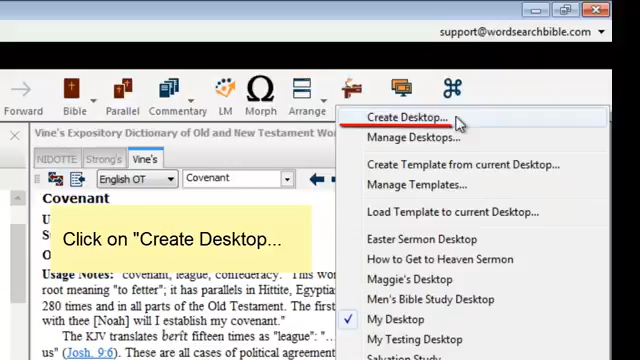 support@wordsearchbible.com
Forward Bible Parallel Commentary LM Morph Arrange
Create Desktop...
Manage Desktops...
Create Template from current Desktop...
Manage Templates...
Load Template to current Desktop...
Easter Sermon Desktop
How to Get to Heaven Sermon
Maggie's Desktop
Men's Bible Study Desktop
My Desktop
My Testing Desktop
Salvation Study
Vine's Expository Dictionary of Old and New Testament Wor
NIDOTTE Strong's Vine's
English OT Covenant
Covenant
Click on "Create Desktop...
Usage Notes: "covenant, league, confederacy." This wor
root meaning "to fetter"; it has parallels in Hittite, Egyptia
280 times and in all parts of the Old Testament. The first
with thee [Noah] will I establish my covenant."
The KJV translates berît fifteen times as "league": "...
us" (Josh. 9:6). These are all cases of political agreement